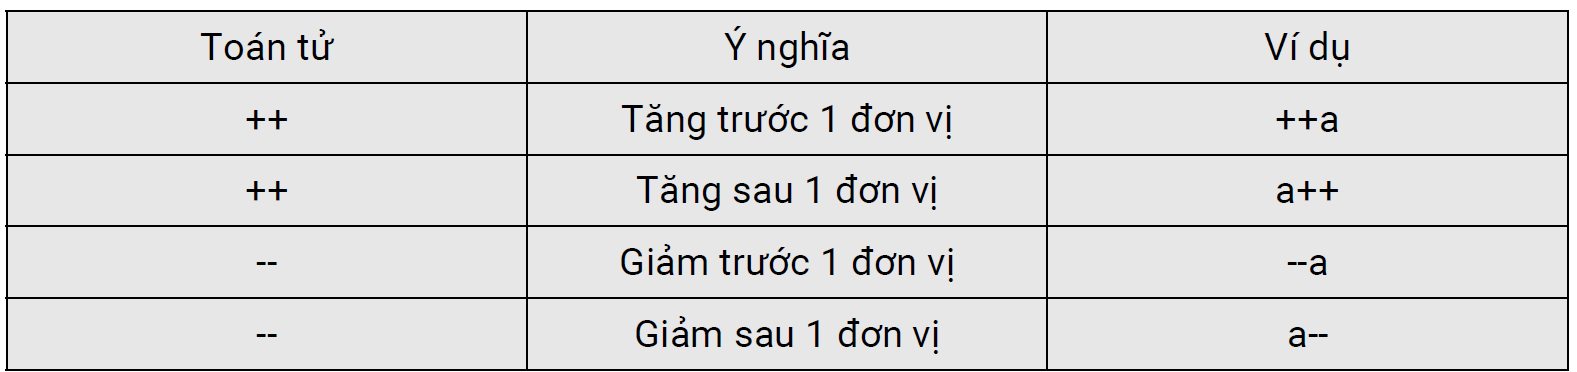 Toán tử Ý nghĩa Ví dụ
++ Tăng trước 1 đơn vị ++a
++ Tăng sau 1 đơn vị a++
-- Giảm trước 1 đơn vị --a
-- Giảm sau 1 đơn vị a--